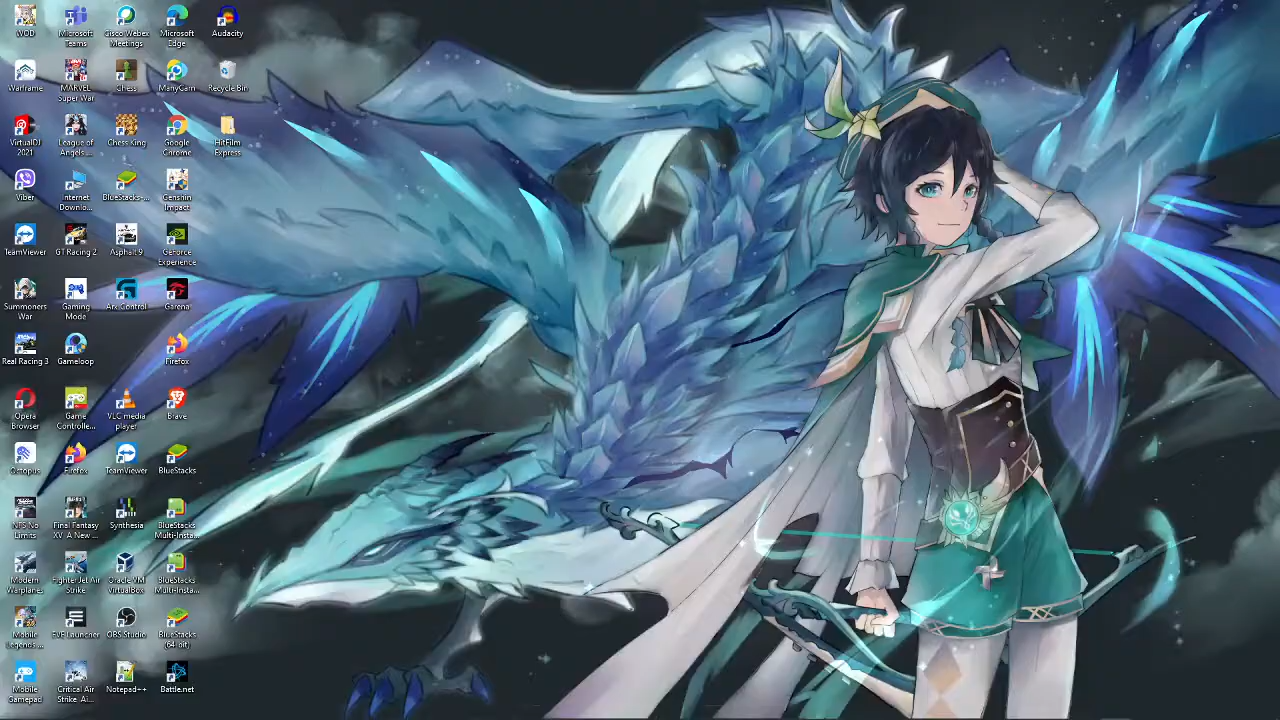 WOD
Microsoft
Teams
Cisco Webex
Meetings
Microsoft
Edge
Audacity
Warframe
MARVEL
Super War
Chess
ManyCam
Recycle Bin
VirtualDJ
2021
League of
Angels ...
Chess King
Google
Chrome
HitFilm
Express
Viber
Internet
Downlo...
BlueStacks-...
Genshin
Impact
TeamViewer
GT Racing 2
Asphalt 9
GeForce
Experience
Summoners
War
Gaming
Mode
Arx Control
Garena
Real Racing 3
Gameloop
Firefox
Opera
Browser
Game
Controlle...
VLC media
player
Brave
Octopus
Firefox
TeamViewer
BlueStacks
NFS No
Limits
Final Fantasy
XV  A New ...
Synthesia
BlueStacks
Multi-Insta...
Modern
Warplanes
FighterJet Air
Strike
Oracle VM
VirtualBox
BlueStacks
Multi-Insta...
Mobile
Legends ...
EVE Launcher
OBS Studio
BlueStacks
(64-bit)
Mobile
Gamepad
Critical Air
Strike  Ai...
Notepad++
Battle.net